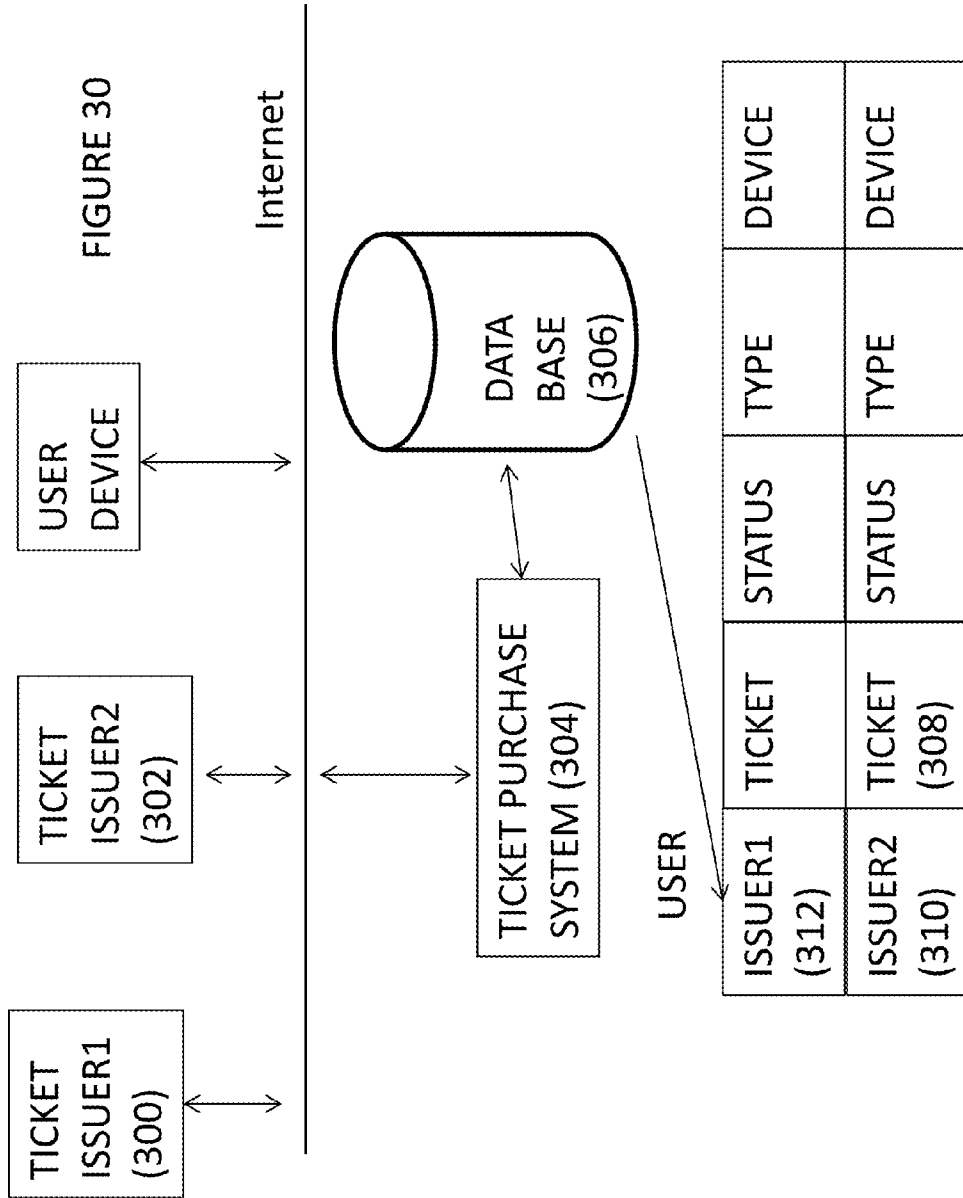 FIGURE 30
TICKET
ISSUER1
(300)
TICKET
ISSUER2
(302)
USER
DEVICE
Internet
TICKET PURCHASE
SYSTEM (304)
DATA
BASE
(306)
USER
ISSUER1
(312)
TICKET
STATUS
TYPE
DEVICE
ISSUER2
(310)
TICKET
(308)
STATUS
TYPE
DEVICE